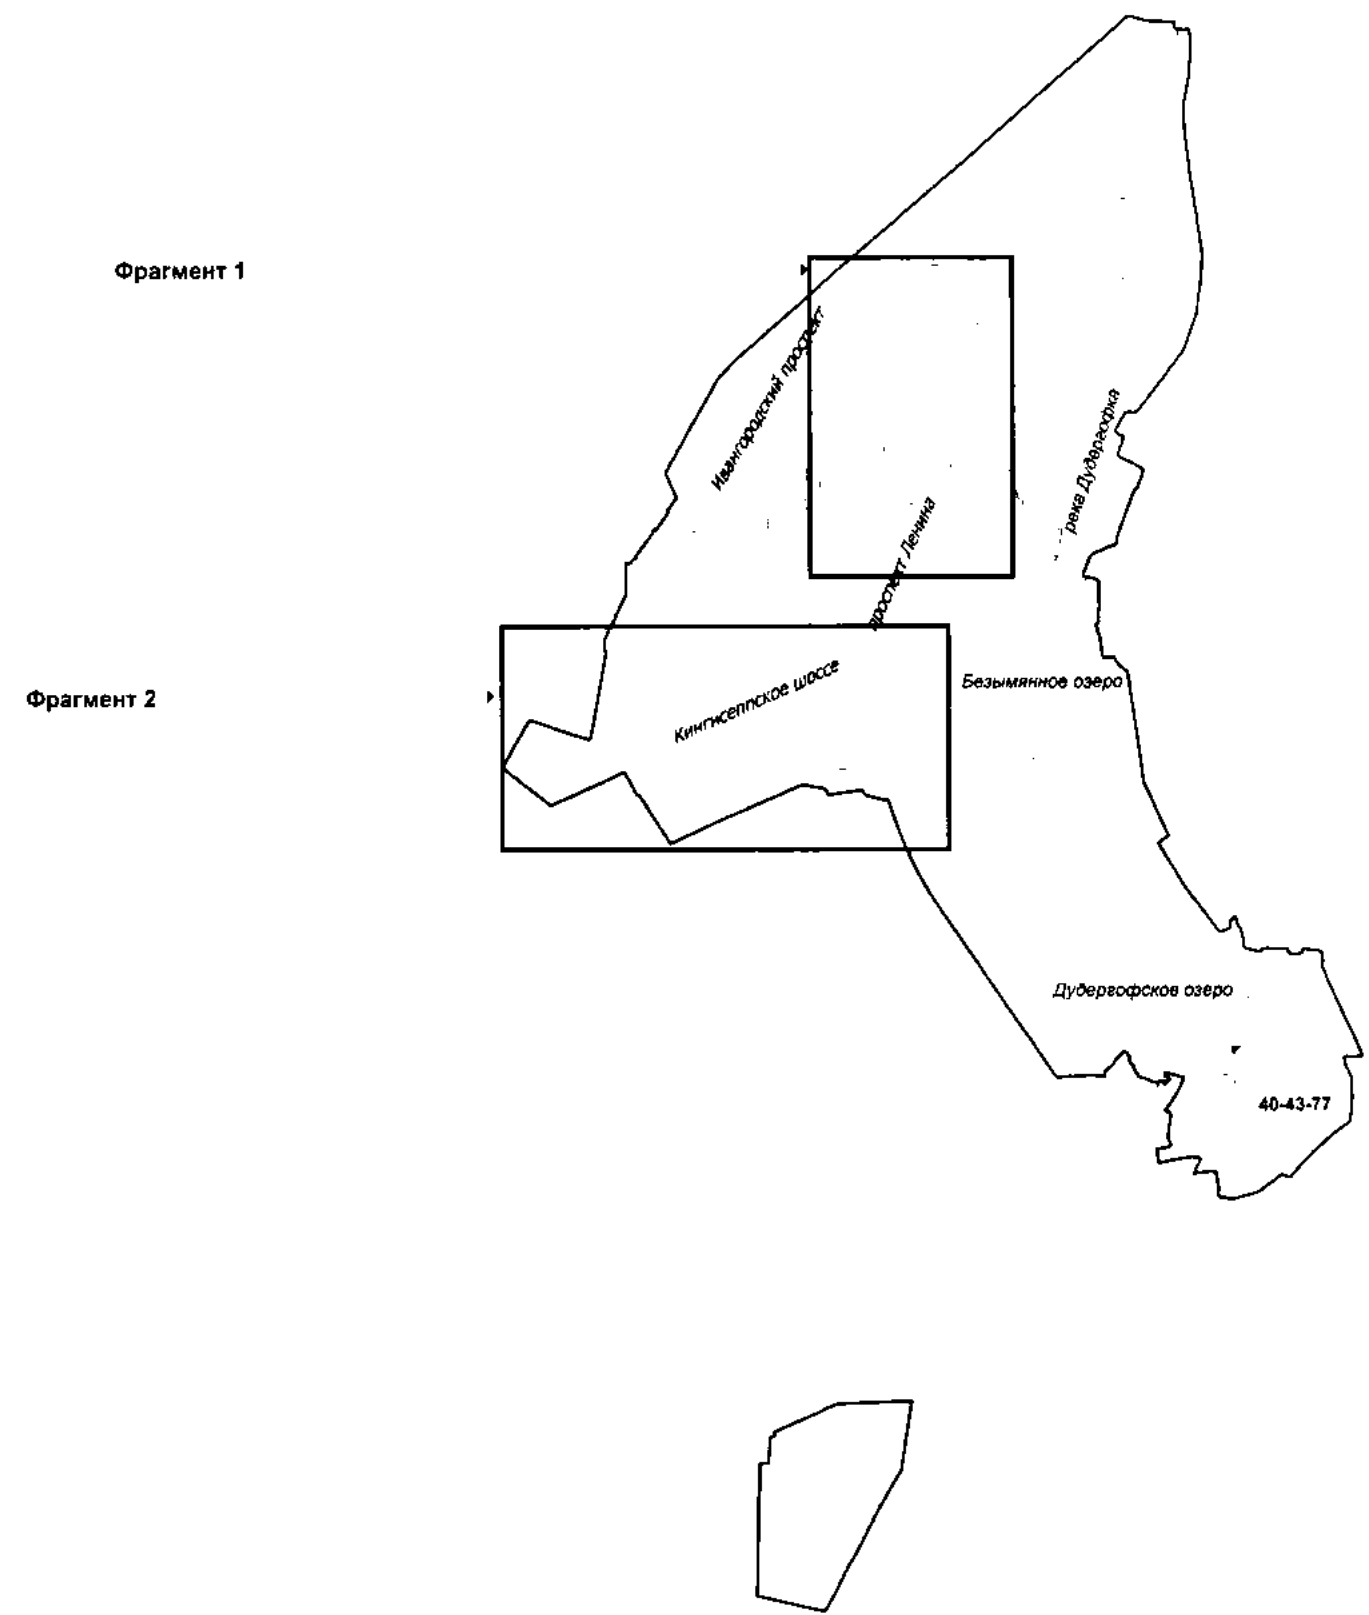 Фрагмент 1
Ивангородский проспект
река Дудергофка
проспект Ленина
Фрагмент 2
Кингисеппское шоссе
Безымянное озеро
Дудергофское озеро
40-43-77